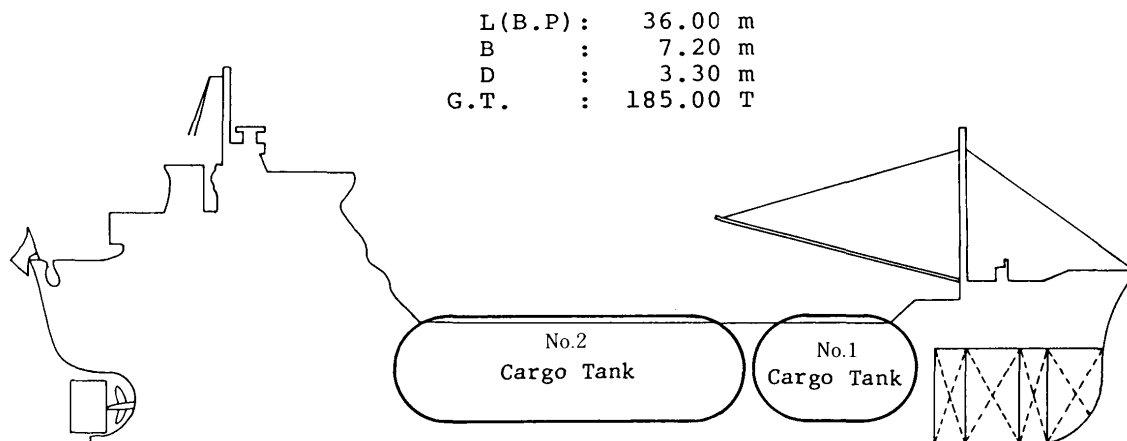 L(B.P): 36.00 m
B : 7.20 m
D : 3.30 m
G.T. : 185.00 T
No.2
Cargo Tank
No.1
Cargo Tank